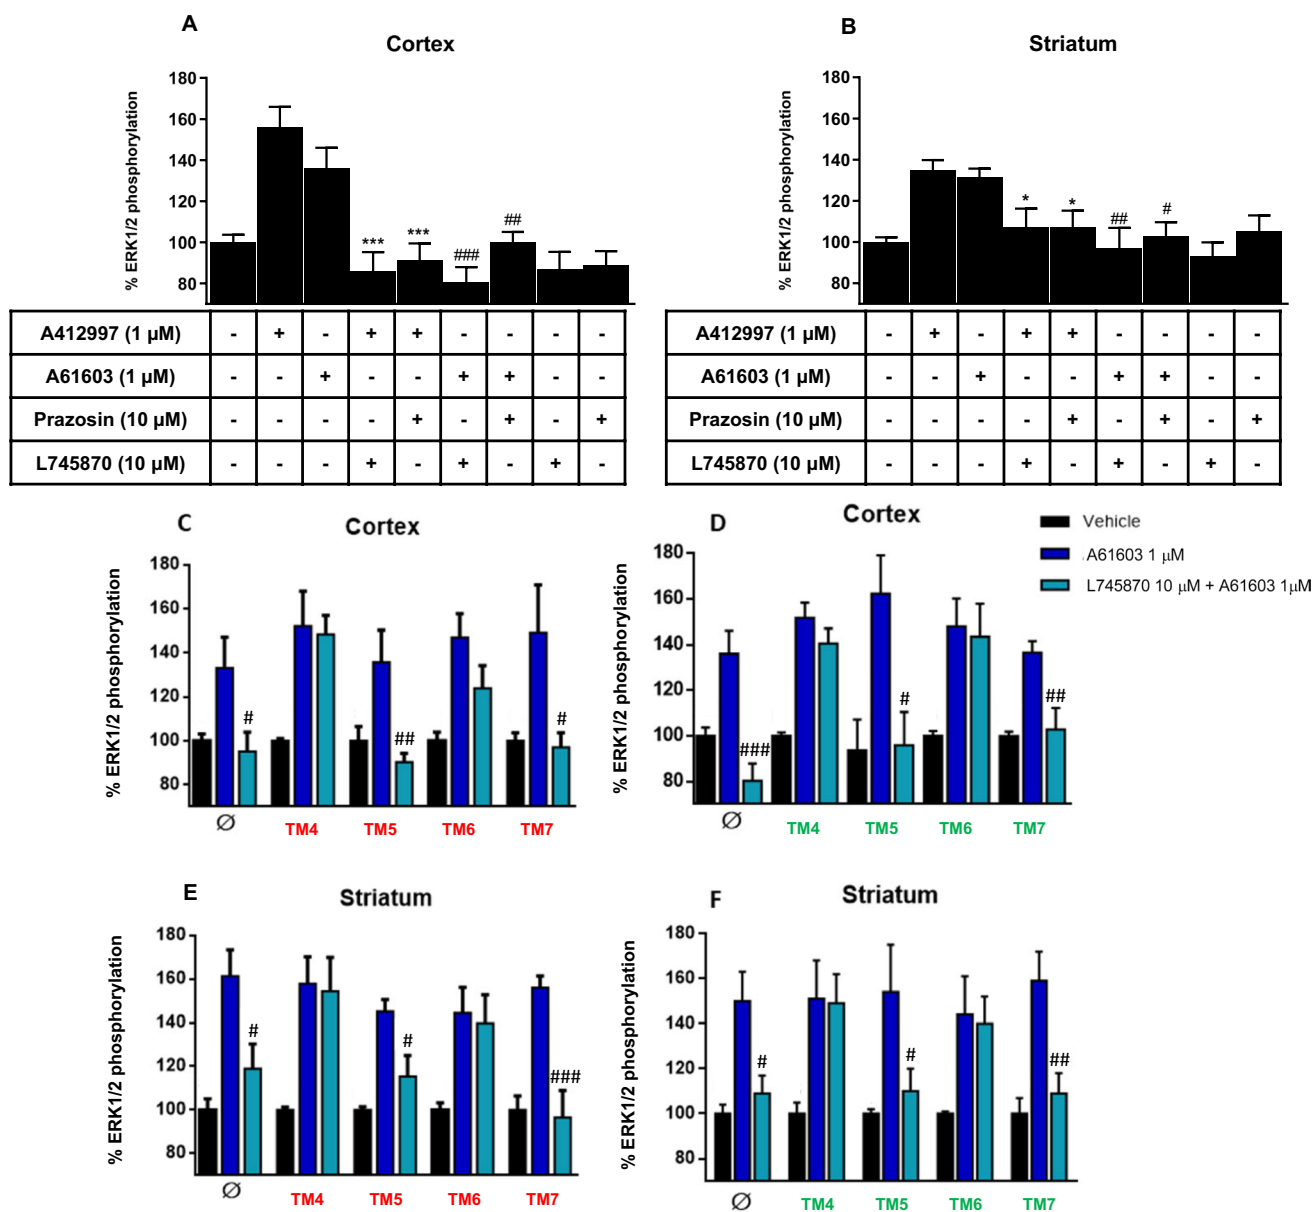 A
Cortex
% ERK1/2 phosphorylation
180
160
140
120
100
80
***
***
###
##
A412997 (1 µM) - + - + + - - - -
A61603 (1 µM) - - + - - + + - -
Prazosin (10 µM) - - - - + - + - +
L745870 (10 µM) - - - + - + - + -
B
Striatum
% ERK1/2 phosphorylation
180
160
140
120
100
80
*
*
##
#
A412997 (1 µM) - + - + + - - - -
A61603 (1 µM) - - + - - + + - -
Prazosin (10 µM) - - - - + - + - +
L745870 (10 µM) - - - + - + - + -
C
Cortex
% ERK1/2 phosphorylation
180
160
140
120
100
80
#
##
#
∅ TM4 TM5 TM6 TM7
D
Cortex
% ERK1/2 phosphorylation
180
160
140
120
100
80
###
#
##
∅ TM4 TM5 TM6 TM7
Vehicle
A61603 1 µM
L745870 10 µM + A61603 1µM
E
Striatum
% ERK1/2 phosphorylation
180
160
140
120
100
80
#
#
###
∅ TM4 TM5 TM6 TM7
F
Striatum
% ERK1/2 phosphorylation
180
160
140
120
100
80
#
#
##
∅ TM4 TM5 TM6 TM7